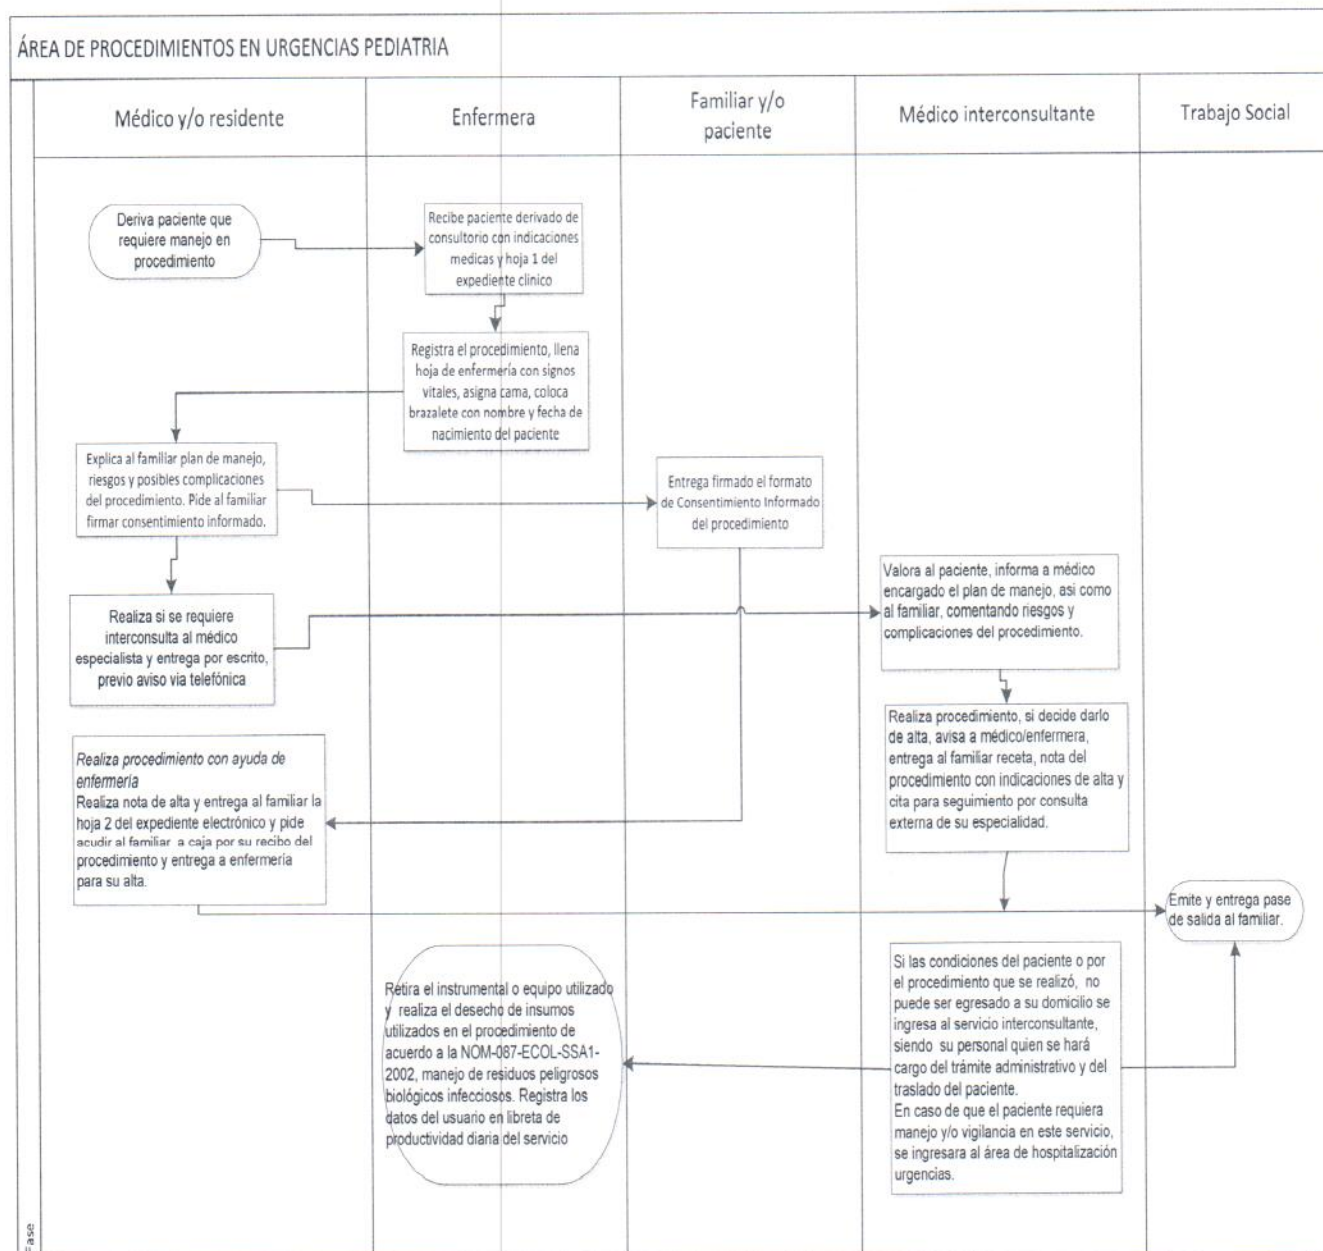 ÁREA DE PROCEDIMIENTOS EN URGENCIAS PEDIATRIA
Médico y/o residente
Enfermera
Familiar y/o
paciente
Médico interconsultante
Trabajo Social
Deriva paciente que
requiere manejo en
procedimiento
Recibe paciente derivado de
consultorio con indicaciones
medicas y hoja 1 del
expediente clínico
Registra el procedimiento, llena
hoja de enfermería con signos
vitales, asigna cama, coloca
brazalete con nombre y fecha de
nacimiento del paciente
Explica al familiar plan de manejo,
riesgos y posibles complicaciones
del procedimiento. Pide al familiar
firmar consentimiento informado.
Entrega firmado el formato
de Consentimiento Informado
del procedimiento
Realiza si se requiere
interconsulta al médico
especialista y entrega por escrito,
previo aviso vía telefónica
Valora al paciente, informa a médico
encargado el plan de manejo, así como
al familiar, comentando riesgos y
complicaciones del procedimiento.
Realiza procedimiento, si decide darlo
de alta, avisa a médico/enfermera,
entrega al familiar receta, nota del
procedimiento con indicaciones de alta y
cita para seguimiento por consulta
externa de su especialidad.
Realiza procedimiento con ayuda de
enfermería
Realiza nota de alta y entrega al familiar la
hoja 2 del expediente electrónico y pide
acudir al familiar a caja por su recibo del
procedimiento y entrega a enfermería
para su alta.
Emite y entrega pase
de salida al familiar.
Retira el instrumental o equipo utilizado
y realiza el desecho de insumos
utilizados en el procedimiento de
acuerdo a la NOM-087-ECOL-SSA1-
2002, manejo de residuos peligrosos
biológicos infecciosos. Registra los
datos del usuario en libreta de
productividad diaria del servicio
Si las condiciones del paciente o por
el procedimiento que se realizó, no
puede ser egresado a su domicilio se
ingresa al servicio interconsultante,
siendo su personal quien se hará
cargo del trámite administrativo y del
traslado del paciente.
En caso de que el paciente requiera
manejo y/o vigilancia en este servicio,
se ingresara al área de hospitalización
urgencias.
Fase